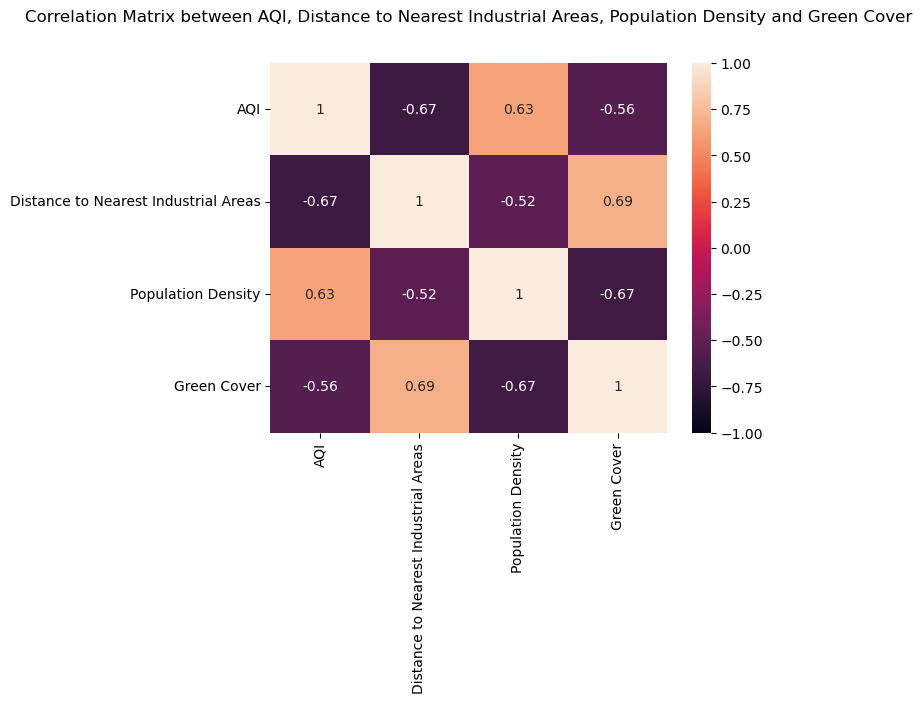 Correlation Matrix between AQI, Distance to Nearest Industrial Areas, Population Density and Green Cover
AQI
1
-0.67
0.63
-0.56
Distance to Nearest Industrial Areas
-0.67
1
-0.52
0.69
Population Density
0.63
-0.52
1
-0.67
Green Cover
-0.56
0.69
-0.67
1
AQI
Distance to Nearest Industrial Areas
Population Density
Green Cover
1.00
0.75
0.50
0.25
0.00
−0.25
−0.50
−0.75
−1.00